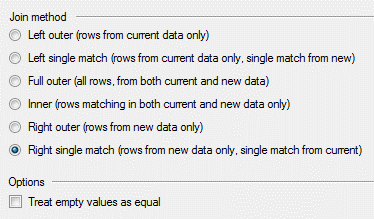 Join method
Left outer (rows from current data only)
Left single match (rows from current data only, single match from new)
Full outer (all rows, from both current and new data)
Inner (rows matching in both current and new data only)
Right outer (rows from new data only)
Right single match (rows from new data only, single match from current)
Options
Treat empty values as equal